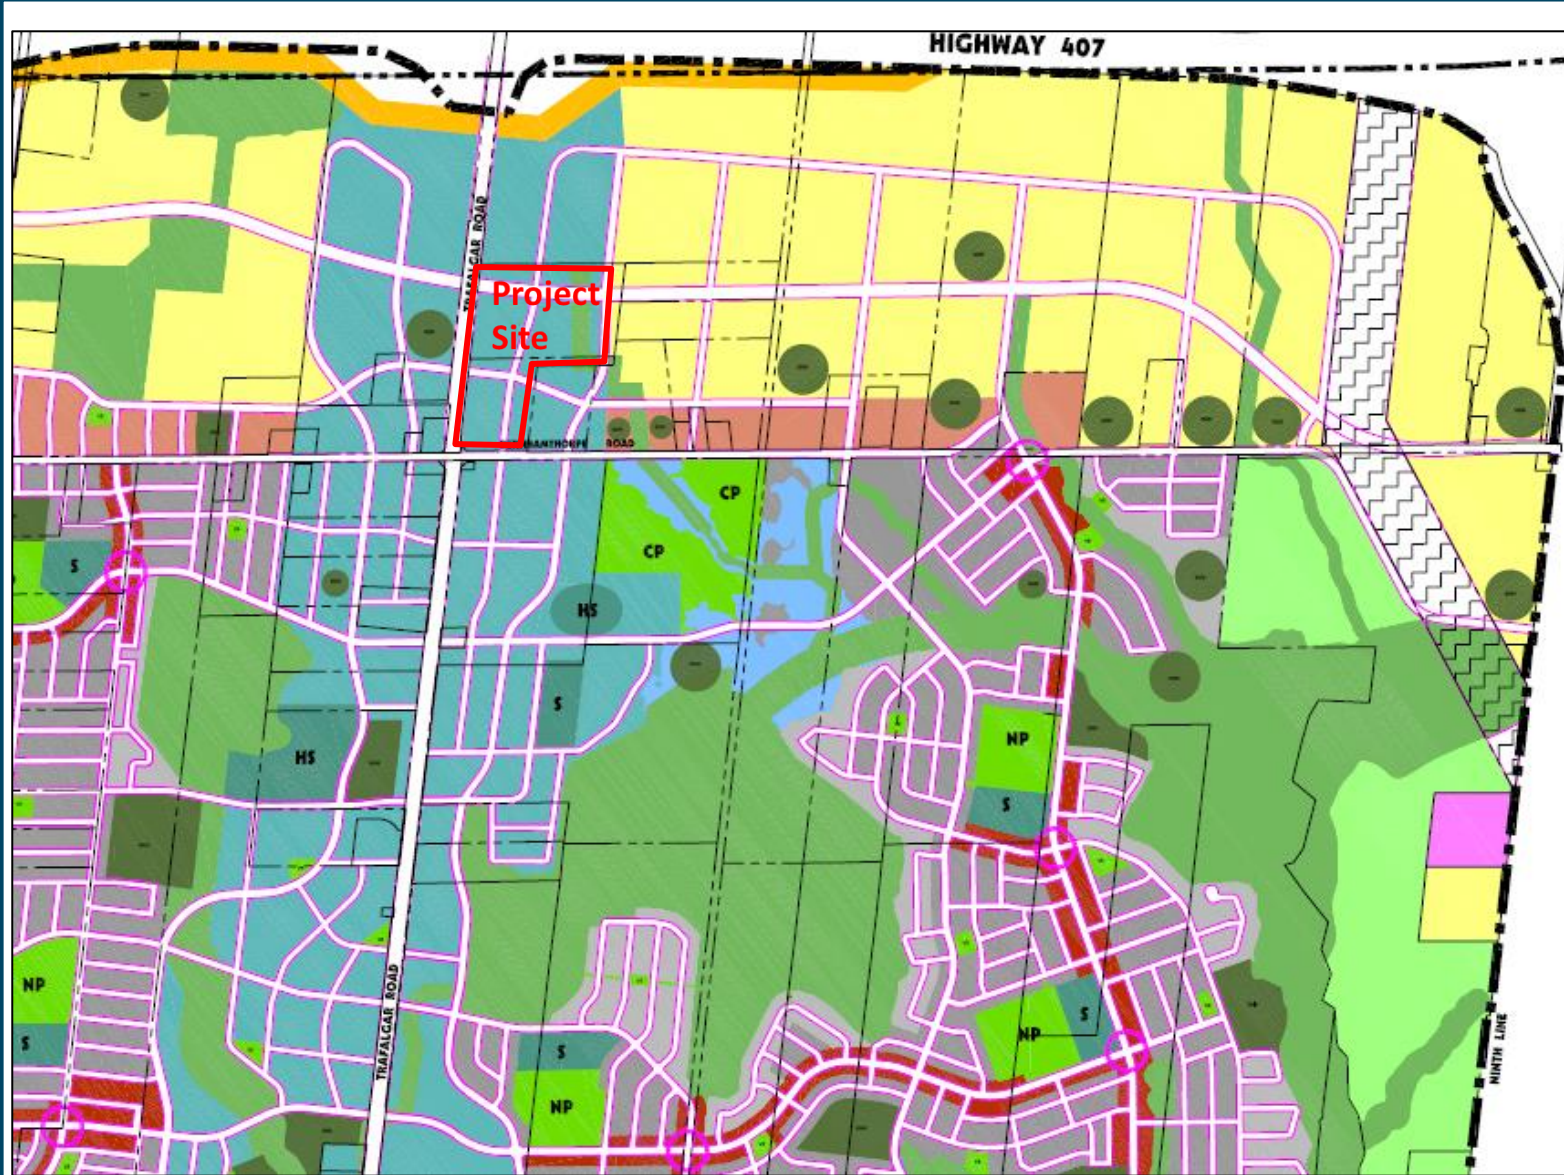 HIGHWAY 407
TRAFALGAR ROAD
Project
Site
ROAD
CP
CP
S
HS
S
HS
NP
S
NP
S
S
NP
S
NP
TRAFALGAR ROAD
NINTH LINE